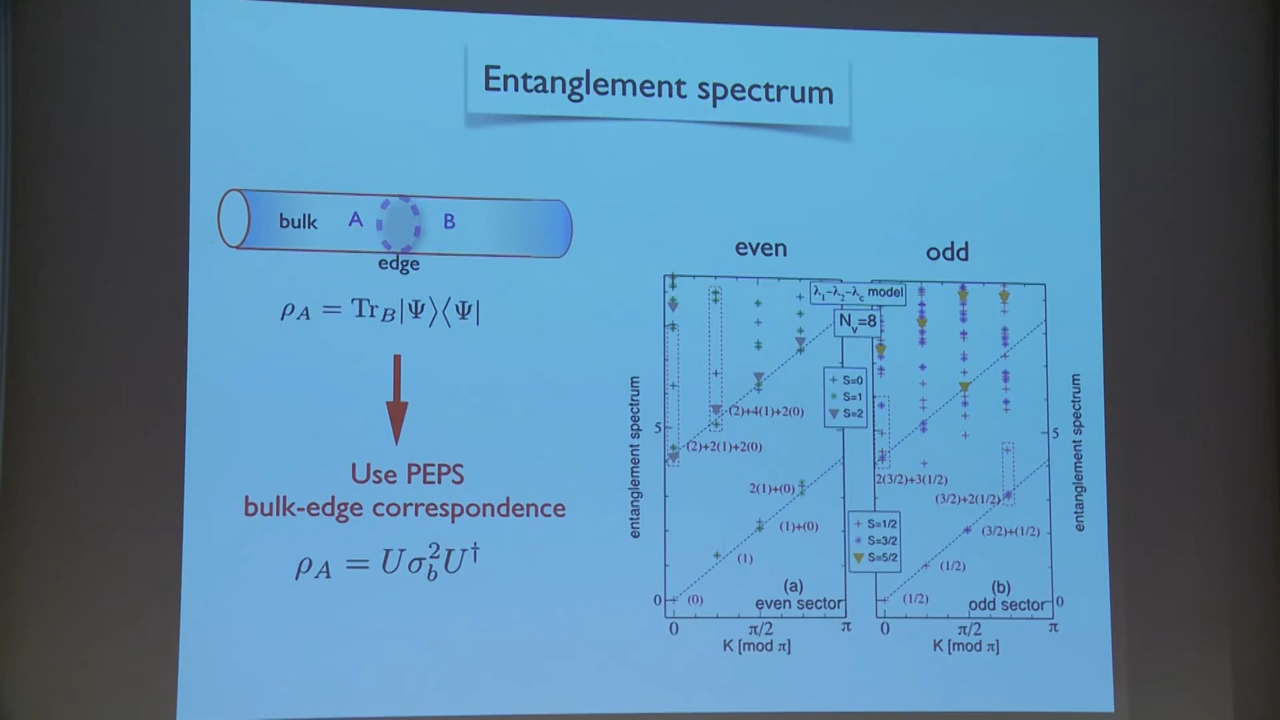 Entanglement spectrum
bulk A B
edge
ρ_A = Tr_B|Ψ⟩⟨Ψ|
Use PEPS
bulk-edge correspondence
ρ_A = Uσ_b^2U^†
even
odd
λ₁-λ₂-λ_c model
N_v=8
entanglement spectrum
5
0
+ S=0
* S=1
▼ S=2
(2)+4(1)+2(0)
(2)+2(1)+2(0)
2(1)+(0)
(1)+(0)
(1)
(0)
(a)
even sector
0 π/2 π
K [mod π]
+ S=1/2
* S=3/2
▼ S=5/2
2(3/2)+3(1/2)
(3/2)+2(1/2)
(3/2)+(1/2)
(1/2)
(1/2)
(b)
odd sector
0 π/2 π
K [mod π]
5
0
entanglement spectrum